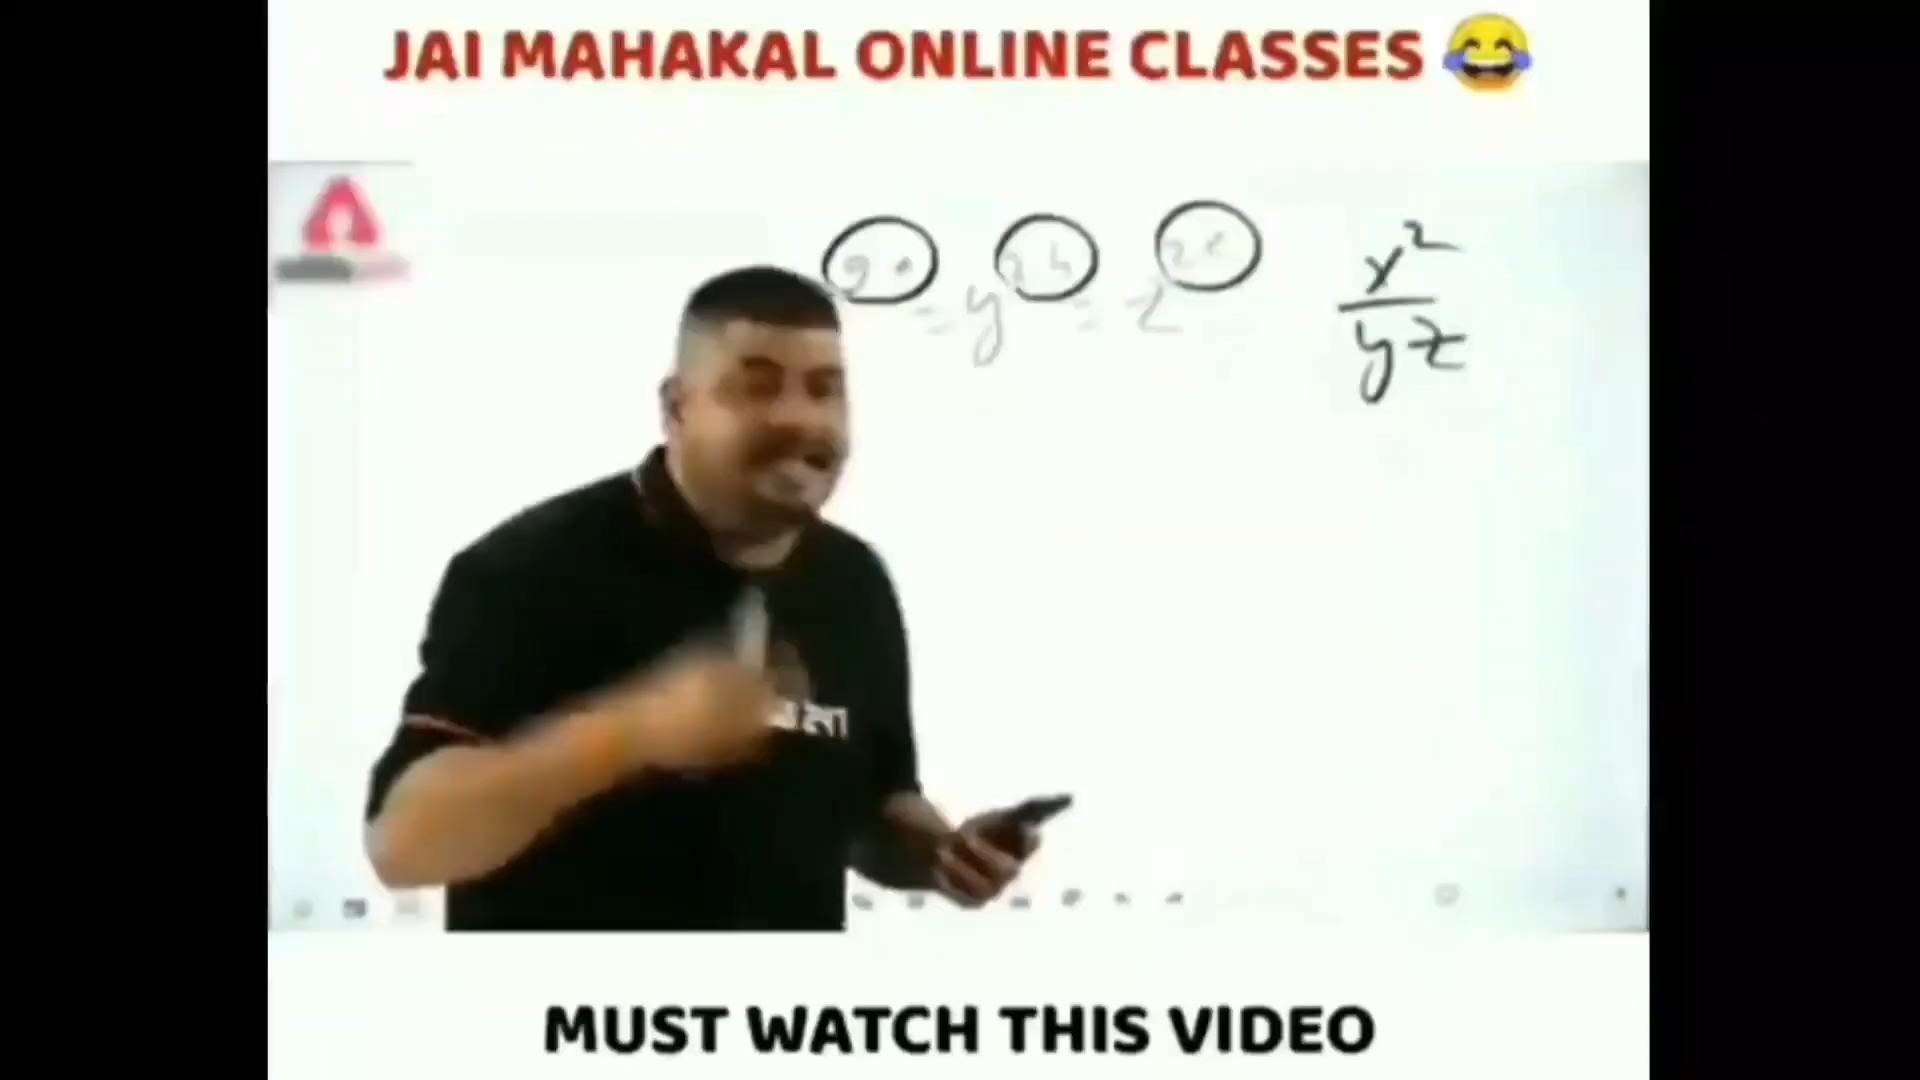 JAI MAHAKAL ONLINE CLASSES 😂
= y = z
x²
yz
MUST WATCH THIS VIDEO